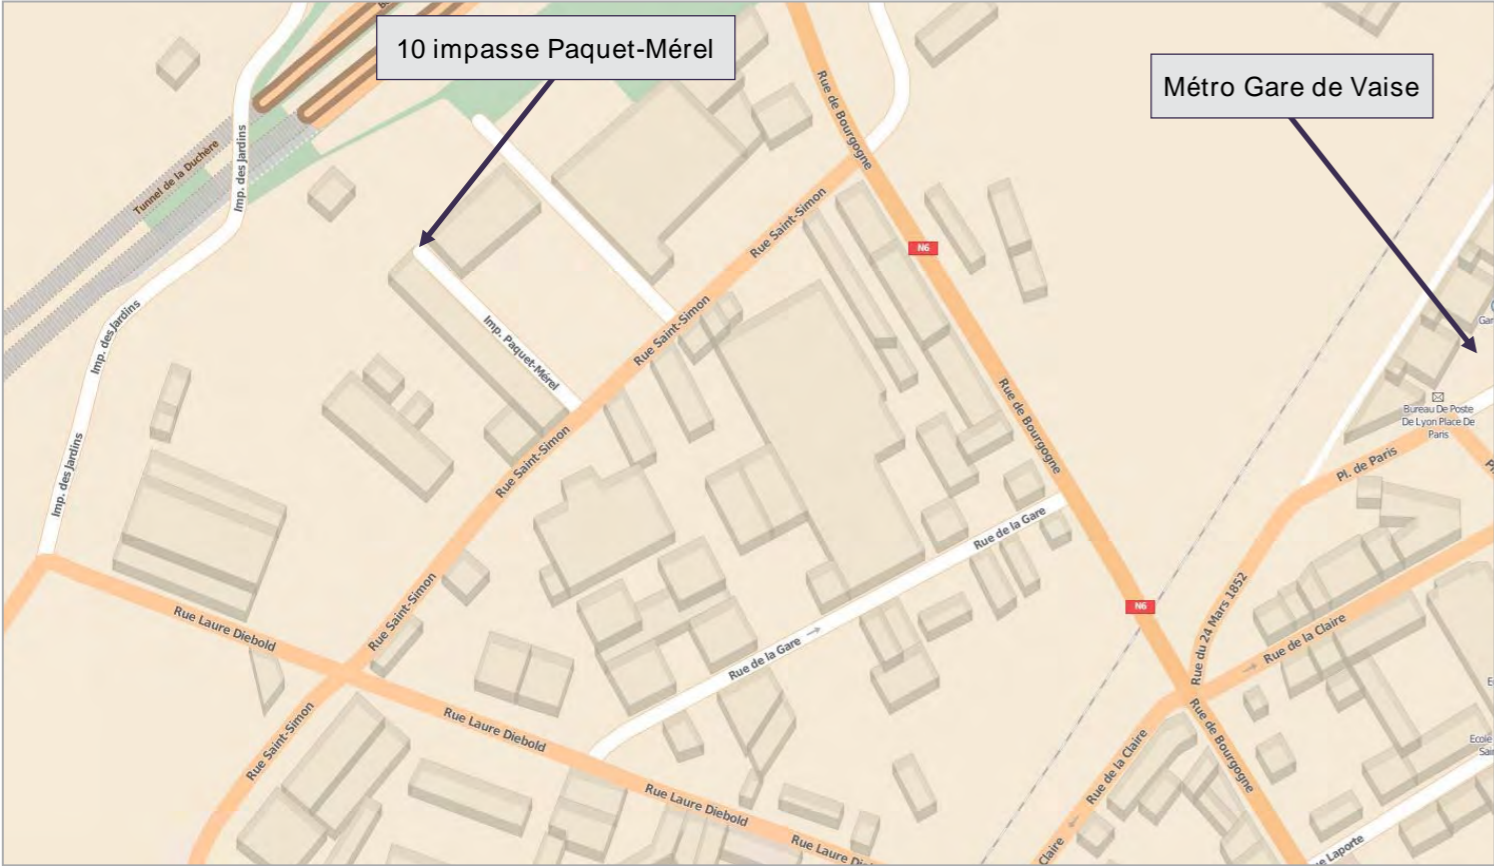 10 impasse Paquet-Mérel
Métro Gare de Vaise
Rue de Bourgogne
Imp. des Jardins
Tunnel de la Duchère
Rue Saint-Simon
N6
Imp. des Jardins
Rue Saint-Simon
Imp. Paquet-Mérel
Rue de Bourgogne
Bureau De Poste
De Lyon Place De
Paris
Imp. des Jardins
Rue Saint-Simon
Pl. de Paris
Rue de la Gare
Rue Saint-Simon
N6
Rue du 24 Mars 1852
Rue Laure Diebold
Rue de la Gare →
→ Rue de la Claire
Rue Saint-Simon
Rue Laure Diebold
Rue de Bourgogne
Rue de la Claire
Ecole
Rue Laure Diebold
Claire
Rue Laure
Laporte